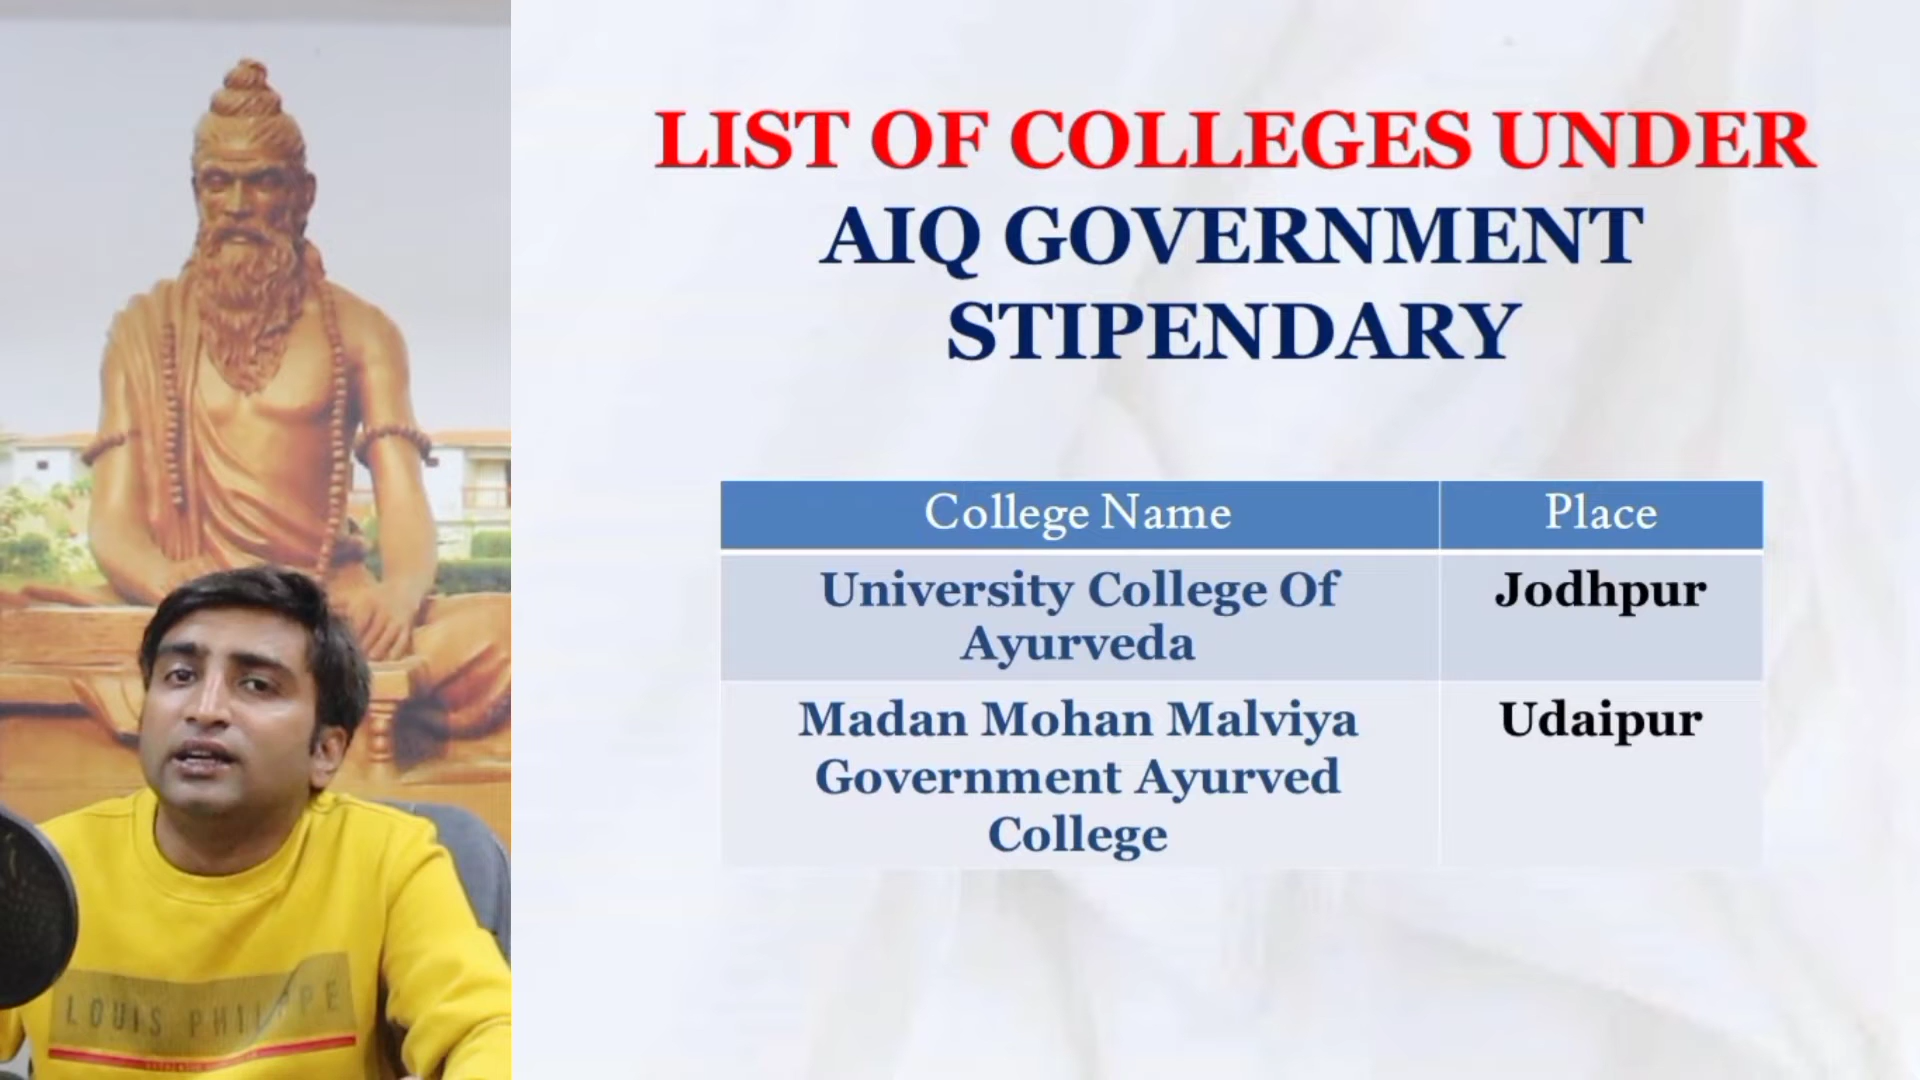 LIST OF COLLEGES UNDER
AIQ GOVERNMENT
STIPENDARY
College Name
Place
University College Of
Ayurveda
Jodhpur
Madan Mohan Malviya
Government Ayurved
College
Udaipur
LOUIS PHILIPPE